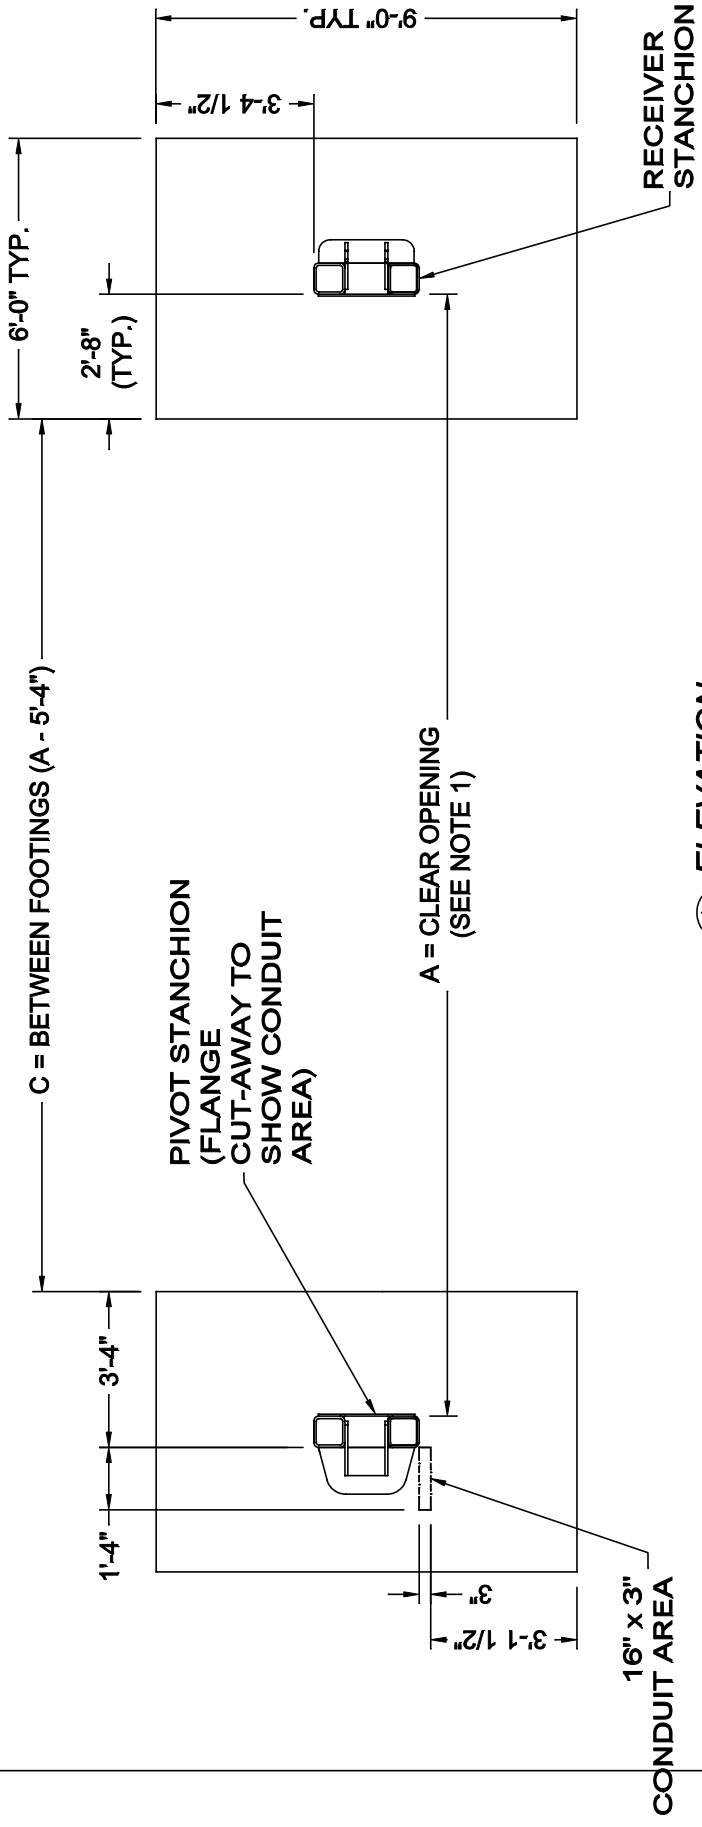 9'-0" TYP.
3'-4 1/2"
RECEIVER
STANCHION
6'-0" TYP.
2'-8"
(TYP.)
C = BETWEEN FOOTINGS (A - 5'-4")
A = CLEAR OPENING
(SEE NOTE 1)
PIVOT STANCHION
(FLANGE
CUT-AWAY TO
SHOW CONDUIT
AREA)
3'-4"
1'-4"
3"
3'-1 1/2"
16" x 3"
CONDUIT AREA
ELEVATION